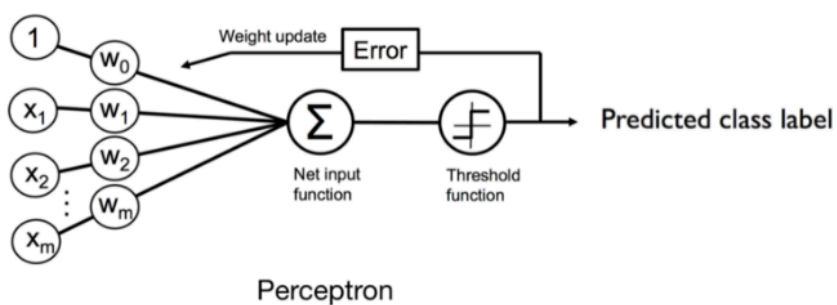 1
w₀
Weight update
Error
x₁
w₁
Σ
Predicted class label
x₂
w₂
Net input
function
Threshold
function
⋮
wₘ
xₘ
Perceptron